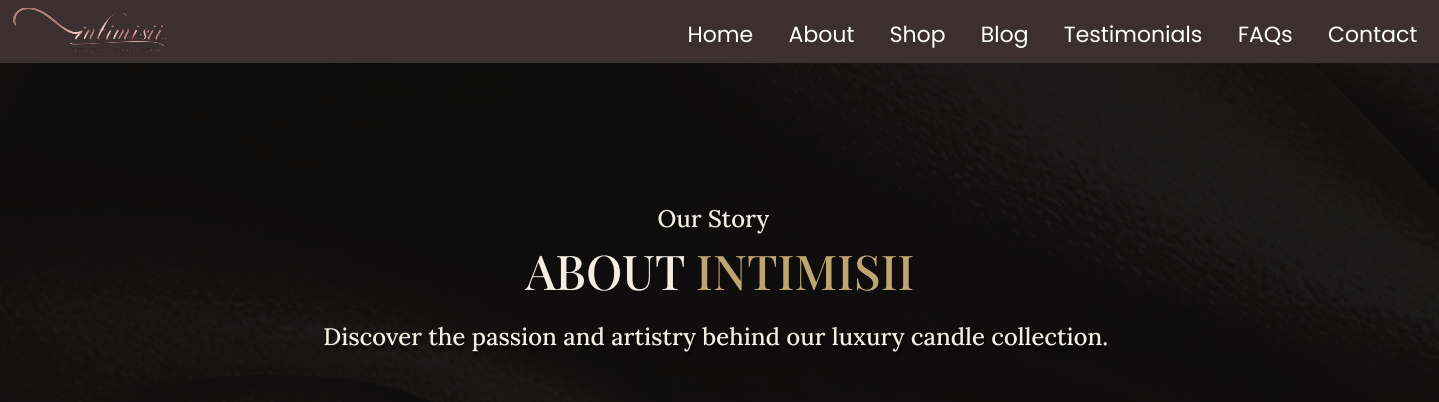 intimisii
Home About Shop Blog Testimonials FAQs Contact
Our Story
ABOUT INTIMISII
Discover the passion and artistry behind our luxury candle collection.